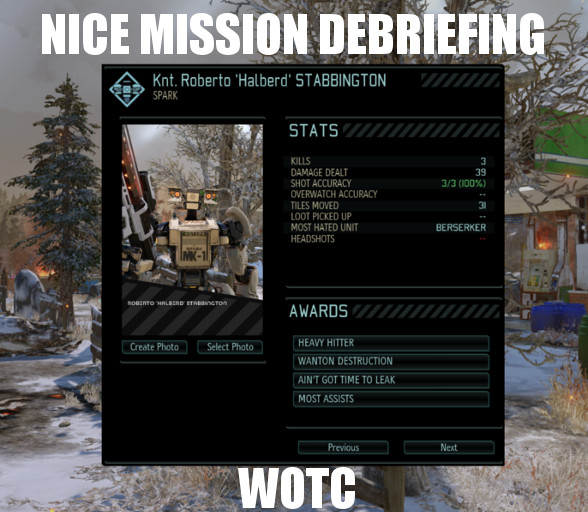 NICE MISSION DEBRIEFING
Knt. Roberto 'Halberd' STABBINGTON
SPARK
MK-1
ROBERTO 'HALBERD' STABBINGTON
Create Photo
Select Photo
STATS
KILLS 3
DAMAGE DEALT 39
SHOT ACCURACY 3/3 (100%)
OVERWATCH ACCURACY --
TILES MOVED 31
LOOT PICKED UP --
MOST HATED UNIT BERSERKER
HEADSHOTS --
AWARDS
HEAVY HITTER
WANTON DESTRUCTION
AIN'T GOT TIME TO LEAK
MOST ASSISTS
Previous
Next
WOTC